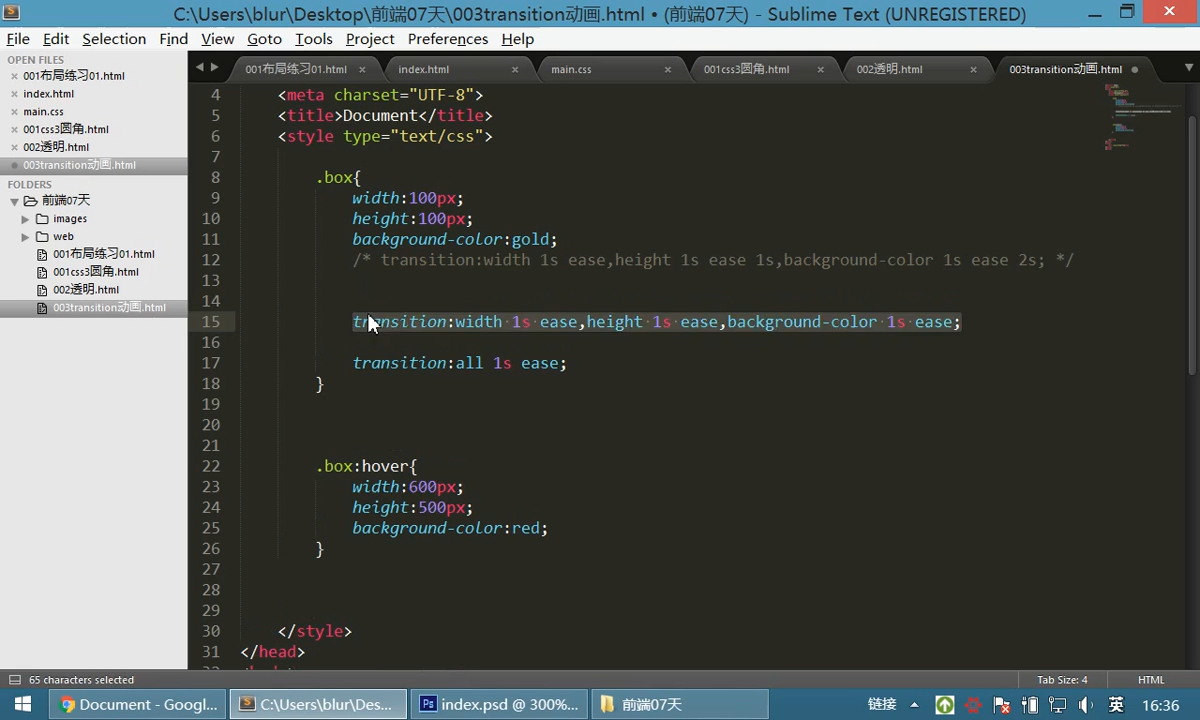 C:\Users\blur\Desktop\前端07天\003transition动画.html • (前端07天) - Sublime Text (UNREGISTERED)
File Edit Selection Find View Goto Tools Project Preferences Help
OPEN FILES
001布局练习01.html
index.html
main.css
001css3圆角.html
002透明.html
003transition动画.html
FOLDERS
前端07天
images
web
001布局练习01.html
001css3圆角.html
002透明.html
003transition动画.html
001布局练习01.html index.html main.css 001css3圆角.html 002透明.html 003transition动画.html
4 <meta charset="UTF-8">
5 <title>Document</title>
6 <style type="text/css">
7
8 .box{
9 width:100px;
10 height:100px;
11 background-color:gold;
12 /* transition:width 1s ease,height 1s ease 1s,background-color 1s ease 2s; */
13
14
15 transition:width 1s ease,height 1s ease,background-color 1s ease;
16
17 transition:all 1s ease;
18 }
19
20
21
22 .box:hover{
23 width:600px;
24 height:500px;
25 background-color:red;
26 }
27
28
29
30 </style>
31 </head>
65 characters selected Tab Size: 4 HTML
Document - Googl... C:\Users\blur\Des... index.psd @ 300%... 前端07天 链接 英 16:36